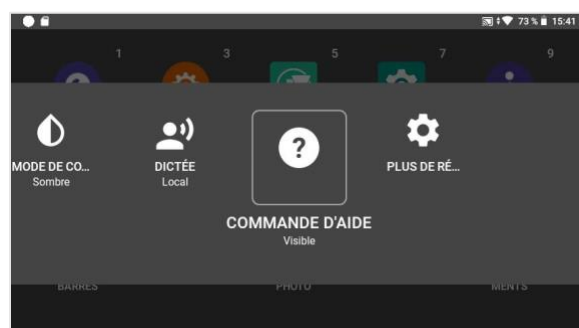 73 % 15:41
1 3 5 7 9
?
MODE DE CO...
Sombre
DICTÉE
Local
COMMANDE D'AIDE
Visible
PLUS DE RÉ...
BARRES PHOTO MENTS